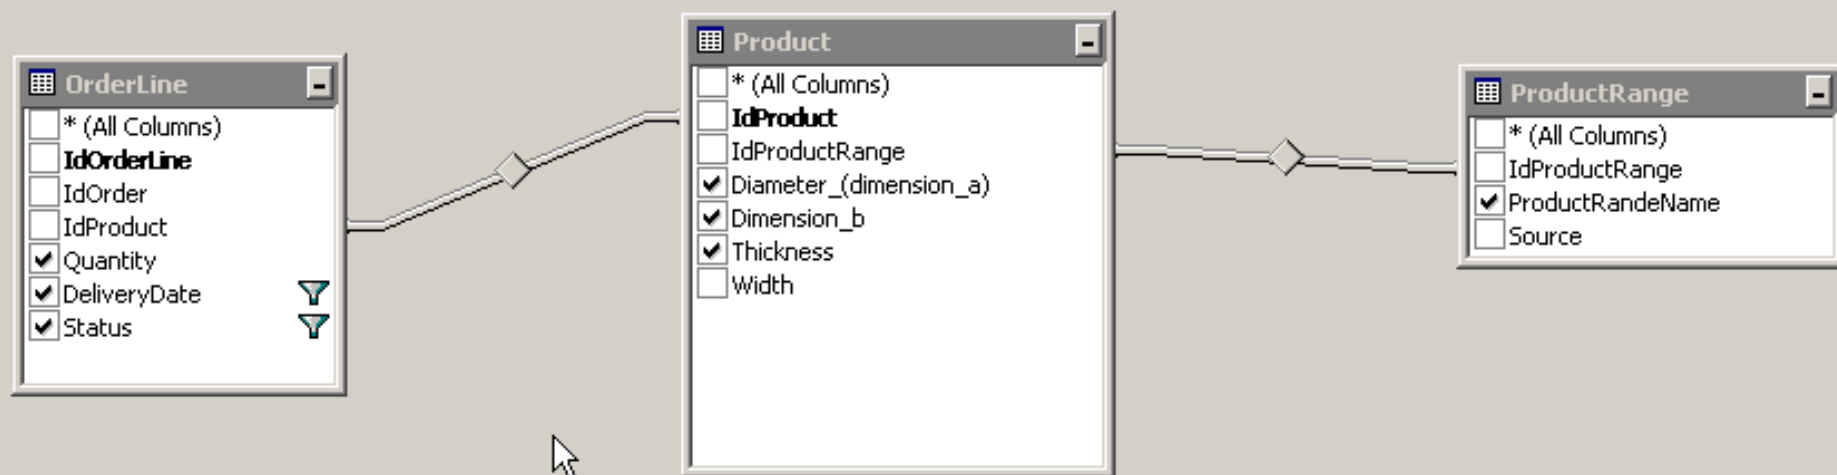 OrderLine
* (All Columns)
IdOrderLine
IdOrder
IdProduct
Quantity
DeliveryDate
Status
Product
* (All Columns)
IdProduct
IdProductRange
Diameter_(dimension_a)
Dimension_b
Thickness
Width
ProductRange
* (All Columns)
IdProductRange
ProductRandeName
Source